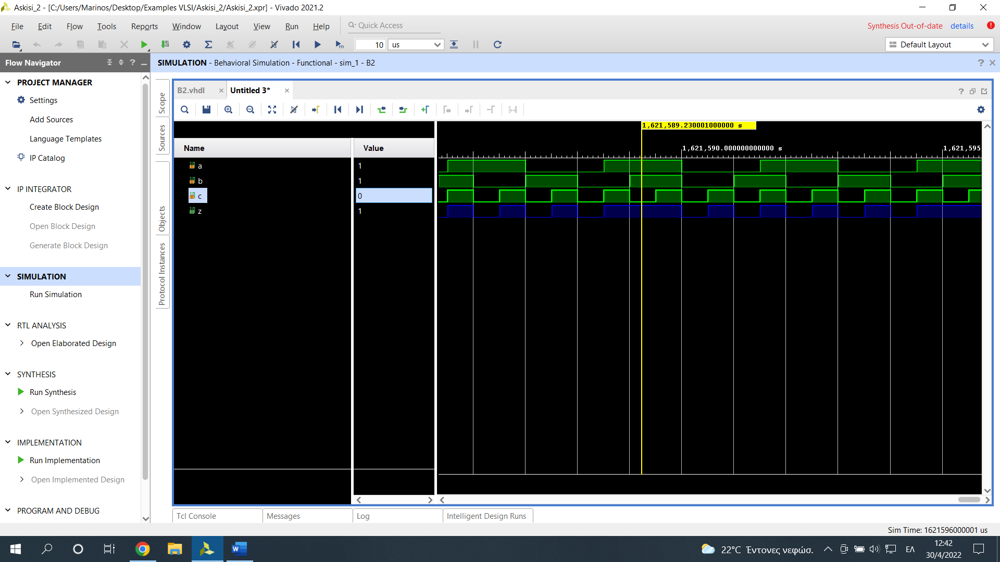 Askisi_2 - [C:/Users/Marinos/Desktop/Examples VLSI/Askisi_2/Askisi_2.xpr] - Vivado 2021.2
File Edit Flow Tools Reports Window Layout View Run Help Quick Access
Synthesis Out-of-date details
10 us
Default Layout
Flow Navigator
SIMULATION - Behavioral Simulation - Functional - sim_1 - B2
PROJECT MANAGER
Settings
Add Sources
Language Templates
IP Catalog
IP INTEGRATOR
Create Block Design
Open Block Design
Generate Block Design
SIMULATION
Run Simulation
RTL ANALYSIS
Open Elaborated Design
SYNTHESIS
Run Synthesis
Open Synthesized Design
IMPLEMENTATION
Run Implementation
Open Implemented Design
PROGRAM AND DEBUG
Scope
Sources
Objects
Protocol Instances
B2.vhdl
Untitled 3*
Name Value
a 1
b 1
c 0
z 1
1,621,589.230001000000 s
1,621,590.000000000000 s
1,621,595
Tcl Console Messages Log Intelligent Design Runs
Sim Time: 1621596000001 us
22°C Έντονες νεφώσ.
ΕΛ
12:42
30/4/2022